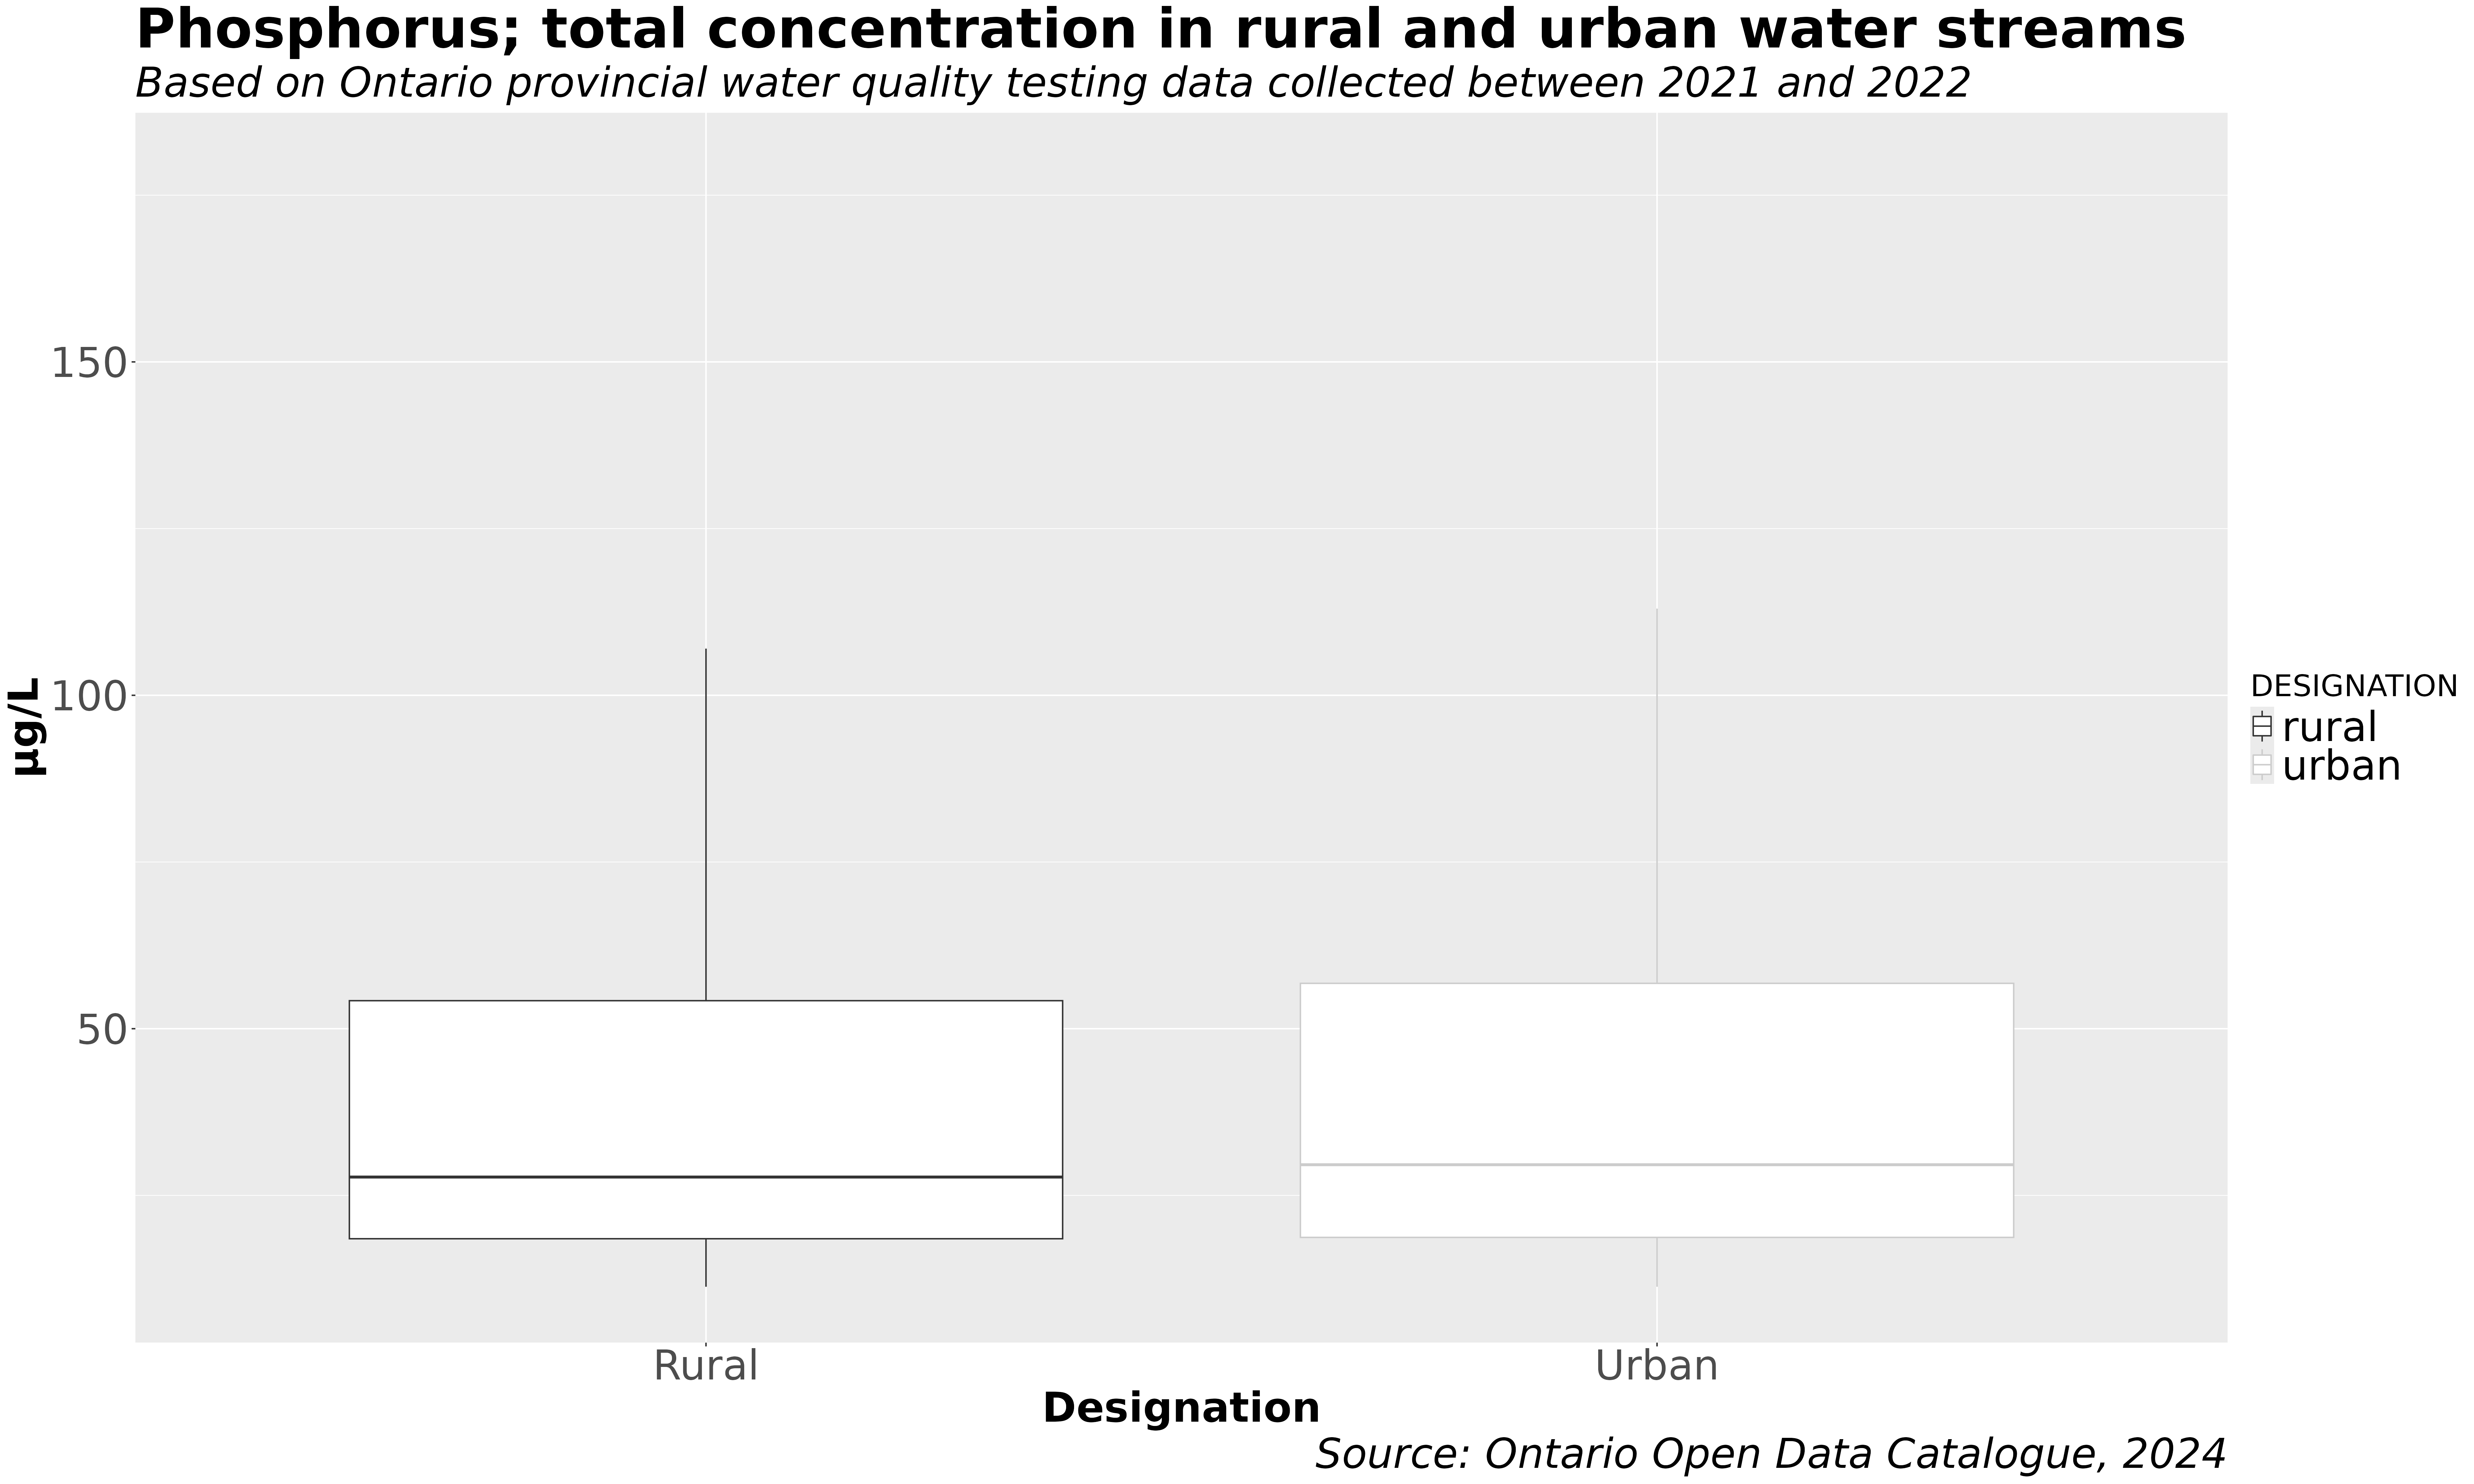 Phosphorus; total concentration in rural and urban water streams
Based on Ontario provincial water quality testing data collected between 2021 and 2022
150
100
50
µg/L
Rural
Urban
Designation
DESIGNATION
rural
urban
Source: Ontario Open Data Catalogue, 2024